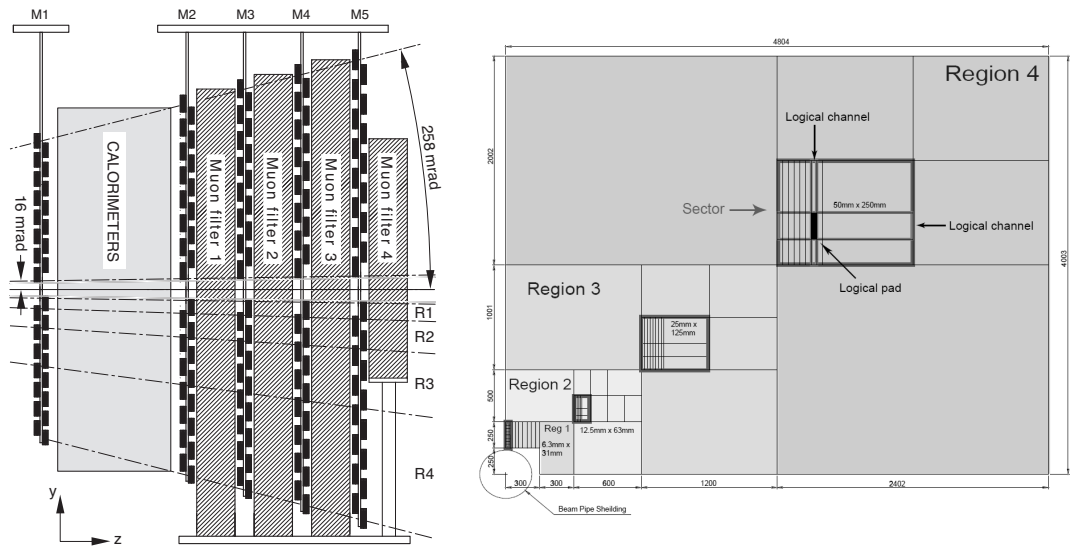 M1
M2
M3
M4
M5
16 mrad
258 mrad
CALORIMETERS
Muon filter 1
Muon filter 2
Muon filter 3
Muon filter 4
R1
R2
R3
R4
y
z
4804
Region 4
Logical channel
2002
50mm x 250mm
Sector
Logical channel
Logical pad
4003
Region 3
1001
25mm x
125mm
Region 2
500
Reg 1
12.5mm x 63mm
250
6.3mm x
31mm
250
300
300
600
1200
2402
Beam Pipe Sheilding